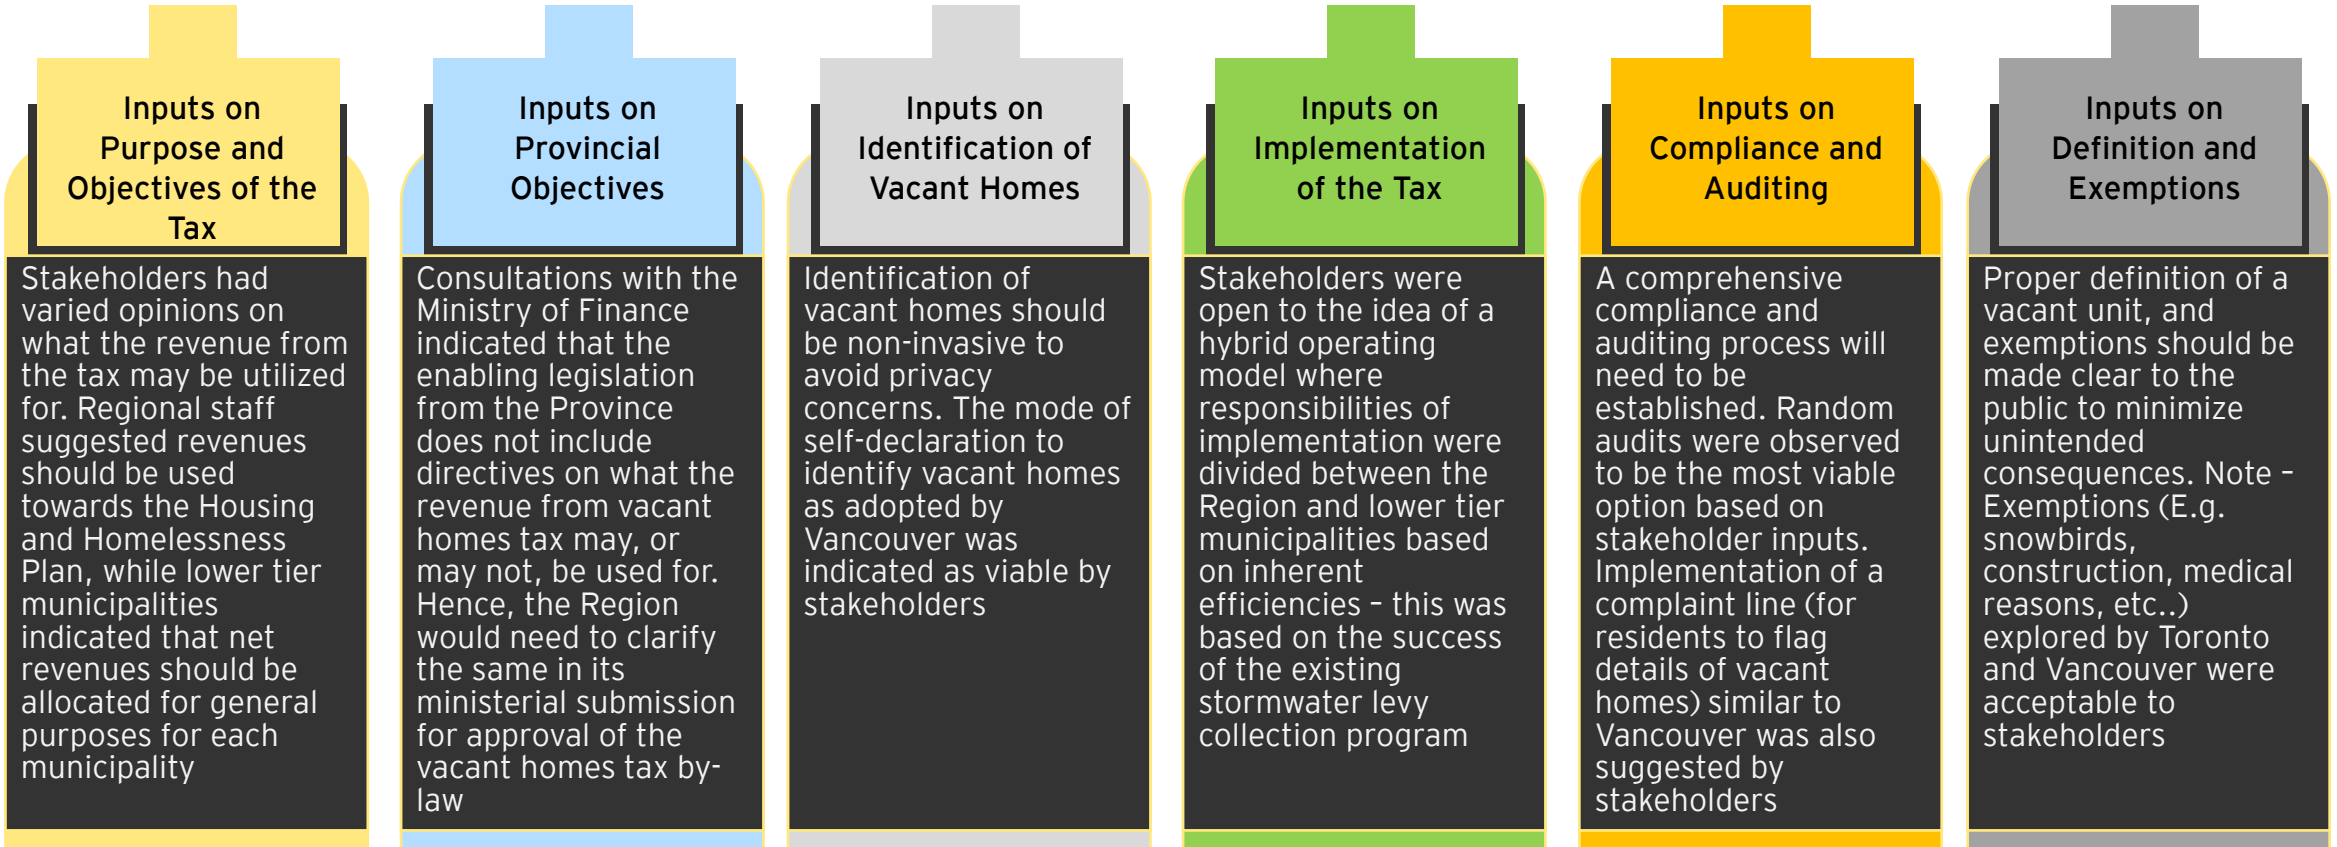 Inputs on
Purpose and
Objectives of the
Tax
Stakeholders had
varied opinions on
what the revenue from
the tax may be utilized
for. Regional staff
suggested revenues
should be used
towards the Housing
and Homelessness
Plan, while lower tier
municipalities
indicated that net
revenues should be
allocated for general
purposes for each
municipality
Inputs on
Provincial
Objectives
Consultations with the
Ministry of Finance
indicated that the
enabling legislation
from the Province
does not include
directives on what the
revenue from vacant
homes tax may, or
may not, be used for.
Hence, the Region
would need to clarify
the same in its
ministerial submission
for approval of the
vacant homes tax by-
law
Inputs on
Identification of
Vacant Homes
Identification of
vacant homes should
be non-invasive to
avoid privacy
concerns. The mode of
self-declaration to
identify vacant homes
as adopted by
Vancouver was
indicated as viable by
stakeholders
Inputs on
Implementation
of the Tax
Stakeholders were
open to the idea of a
hybrid operating
model where
responsibilities of
implementation were
divided between the
Region and lower tier
municipalities based
on inherent
efficiencies – this was
based on the success
of the existing
stormwater levy
collection program
Inputs on
Compliance and
Auditing
A comprehensive
compliance and
auditing process will
need to be
established. Random
audits were observed
to be the most viable
option based on
stakeholder inputs.
Implementation of a
complaint line (for
residents to flag
details of vacant
homes) similar to
Vancouver was also
suggested by
stakeholders
Inputs on
Definition and
Exemptions
Proper definition of a
vacant unit, and
exemptions should be
made clear to the
public to minimize
unintended
consequences. Note –
Exemptions (E.g.
snowbirds,
construction, medical
reasons, etc..)
explored by Toronto
and Vancouver were
acceptable to
stakeholders